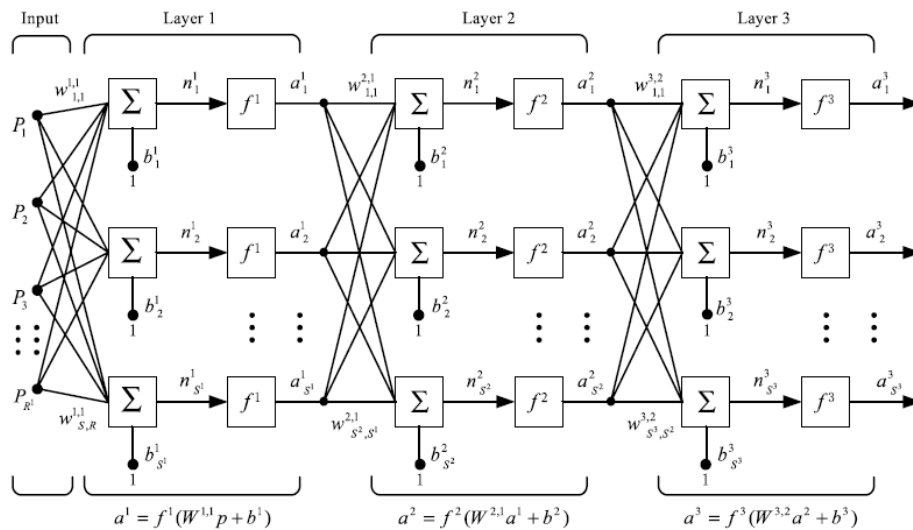 Input Layer 1 Layer 2 Layer 3
w^{1,1}_{1,1} n^1_1 a^1_1 w^{2,1}_{1,1} n^2_1 a^2_1 w^{3,2}_{1,1} n^3_1 a^3_1
P_1 Σ f^1 Σ f^2 Σ f^3
b^1_1 b^2_1 b^3_1
1 1 1
P_2 n^1_2 a^1_2 n^2_2 a^2_2 n^3_2 a^3_2
Σ f^1 Σ f^2 Σ f^3
P_3 b^1_2 b^2_2 b^3_2
1 1 1
P_{R^1} n^1_{S^1} a^1_{S^1} n^2_{S^2} a^2_{S^2} n^3_{S^3} a^3_{S^3}
Σ f^1 Σ f^2 Σ f^3
w^{1,1}_{S,R} w^{2,1}_{S^2,S^1} w^{3,2}_{S^3,S^2}
b^1_{S^1} b^2_{S^2} b^3_{S^3}
1 1 1
a^1 = f^1(W^{1,1}p + b^1) a^2 = f^2(W^{2,1}a^1 + b^2) a^3 = f^3(W^{3,2}a^2 + b^3)